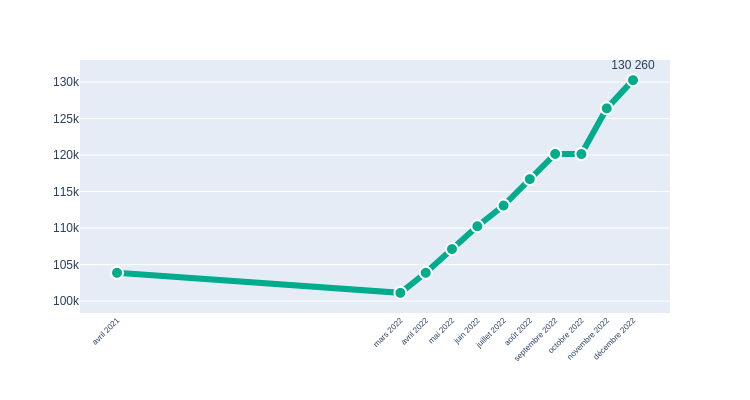 130 260
130k
125k
120k
115k
110k
105k
100k
avril 2021
mars 2022
avril 2022
mai 2022
juin 2022
juillet 2022
août 2022
septembre 2022
octobre 2022
novembre 2022
décembre 2022